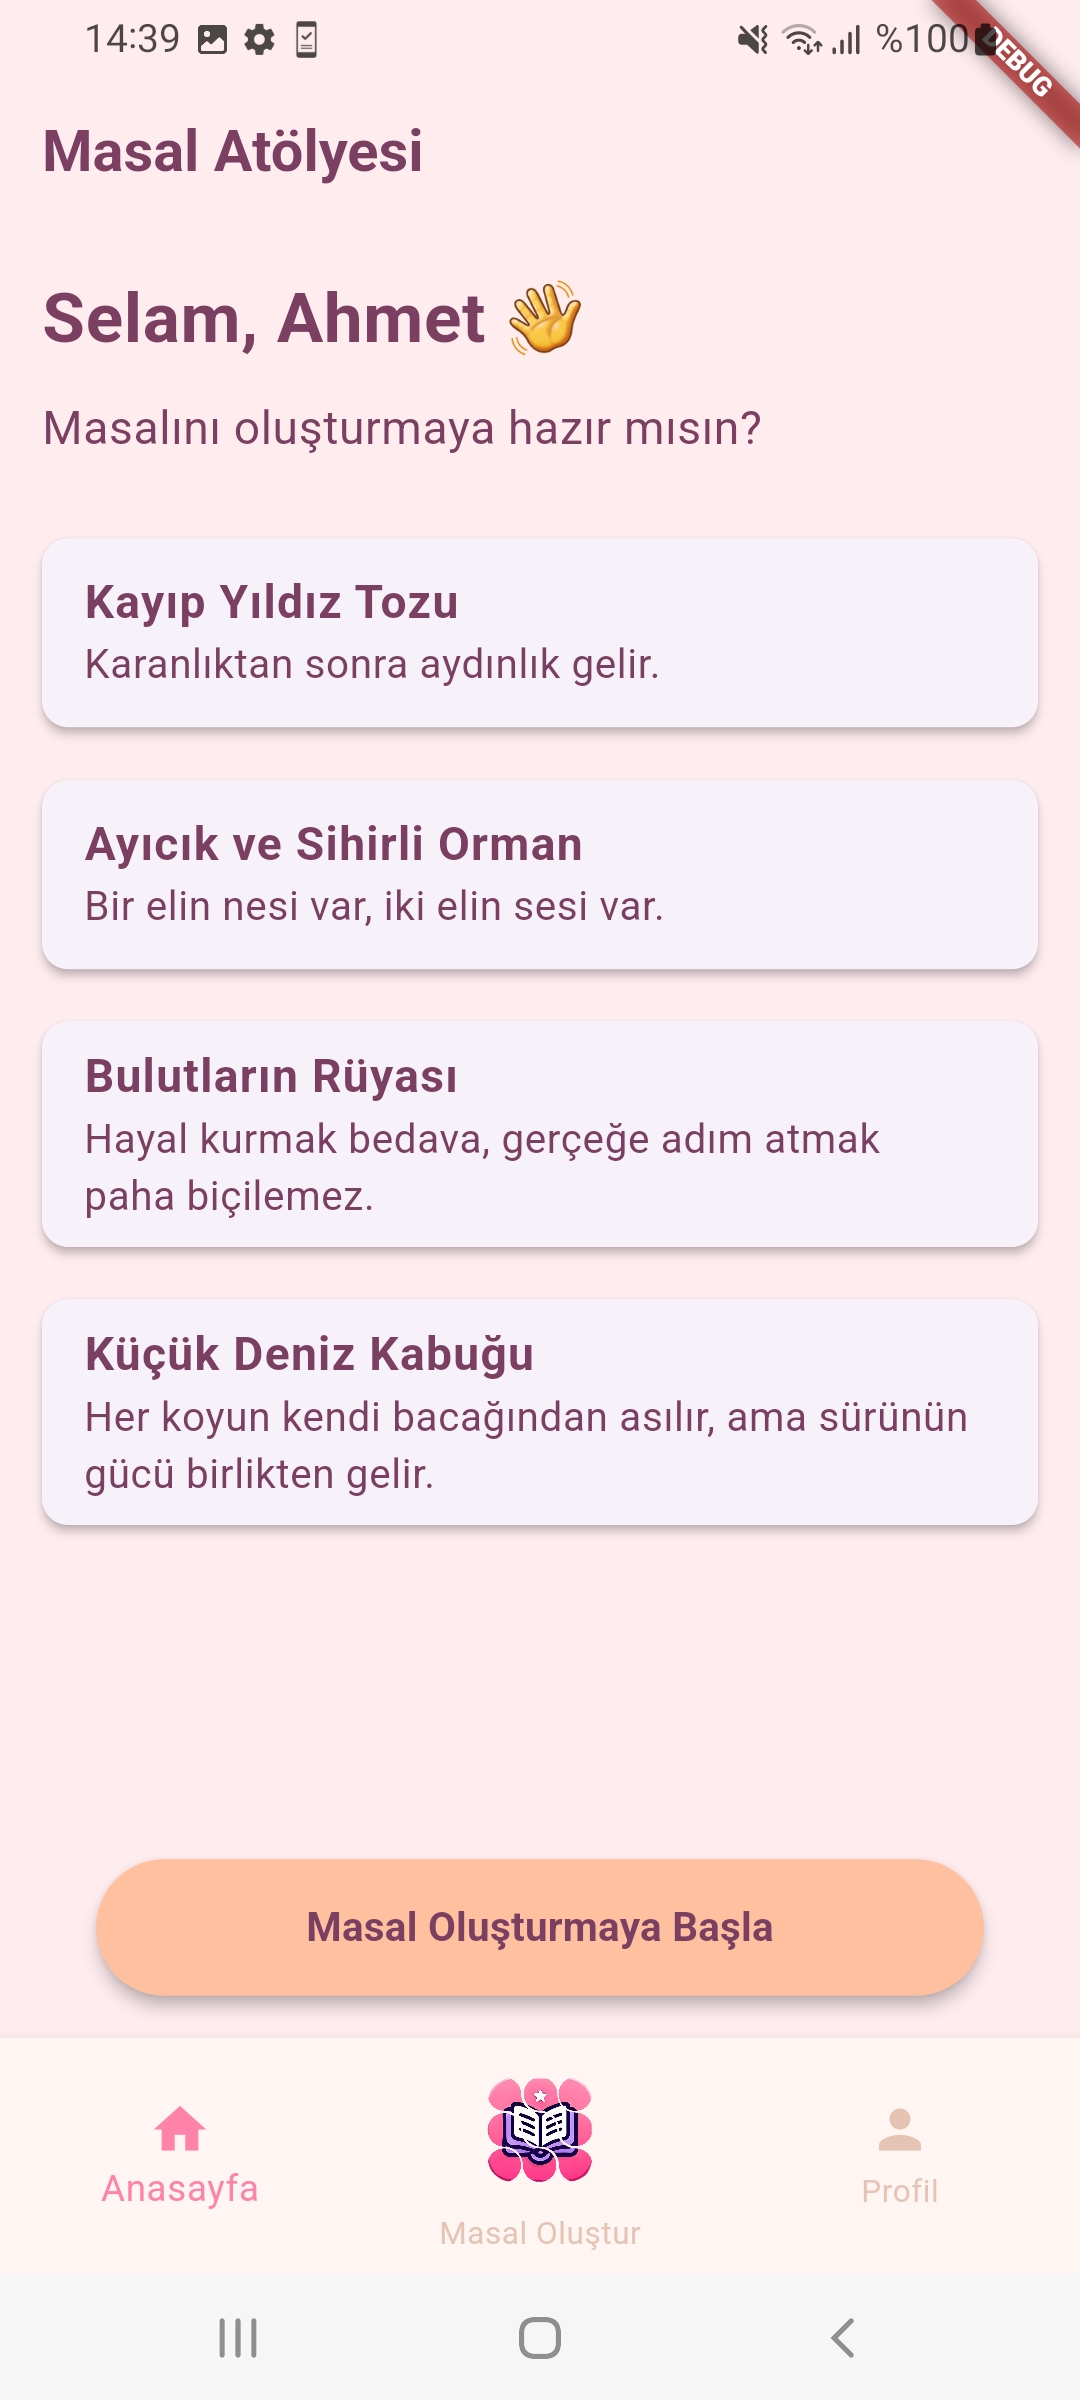 14:39
%100
DEBUG
Masal Atölyesi
Selam, Ahmet 👋
Masalını oluşturmaya hazır mısın?
Kayıp Yıldız Tozu
Karanlıktan sonra aydınlık gelir.
Ayıcık ve Sihirli Orman
Bir elin nesi var, iki elin sesi var.
Bulutların Rüyası
Hayal kurmak bedava, gerçeğe adım atmak
paha biçilemez.
Küçük Deniz Kabuğu
Her koyun kendi bacağından asılır, ama sürünün
gücü birlikten gelir.
Masal Oluşturmaya Başla
Anasayfa
Masal Oluştur
Profil